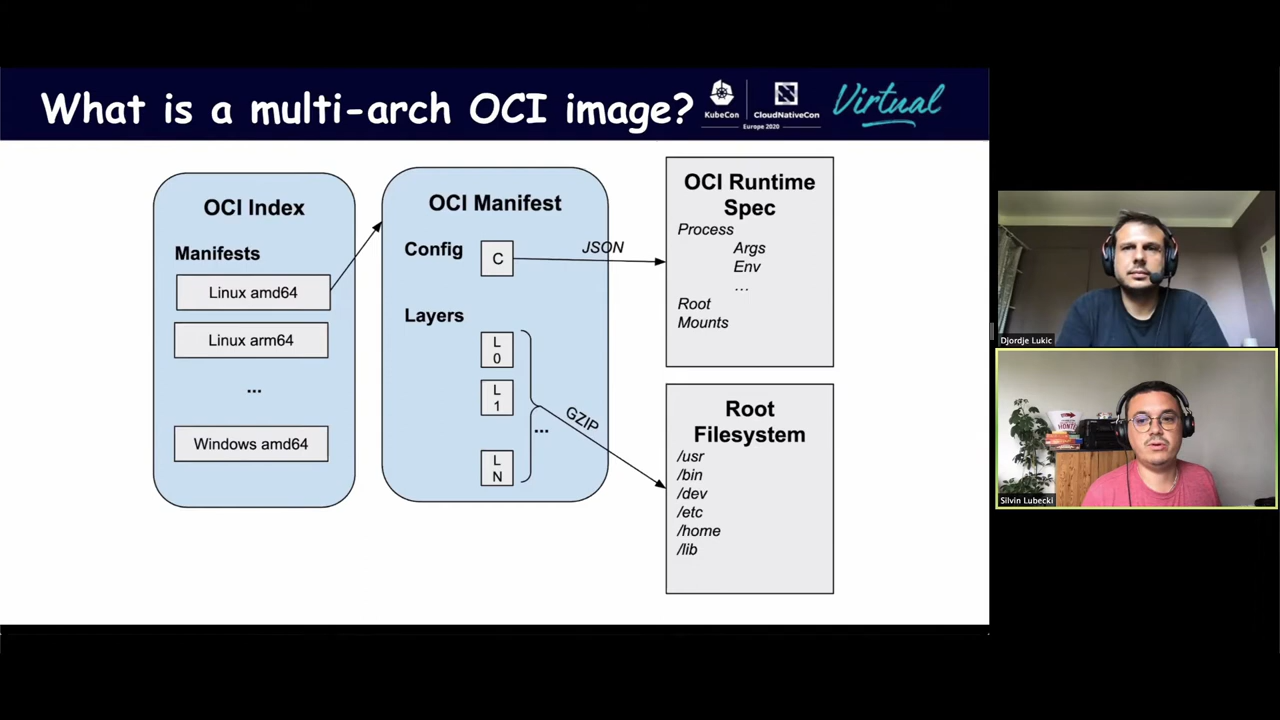 What is a multi-arch OCI image?
KubeCon
CloudNativeCon
Europe 2020
Virtual
OCI Index
Manifests
Linux amd64
Linux arm64
...
Windows amd64
OCI Manifest
Config
C
JSON
Layers
L
0
L
1
...
L
N
GZIP
OCI Runtime
Spec
Process
Args
Env
...
Root
Mounts
Root
Filesystem
/usr
/bin
/dev
/etc
/home
/lib
Djordje Lukic
Silvin Lubecki